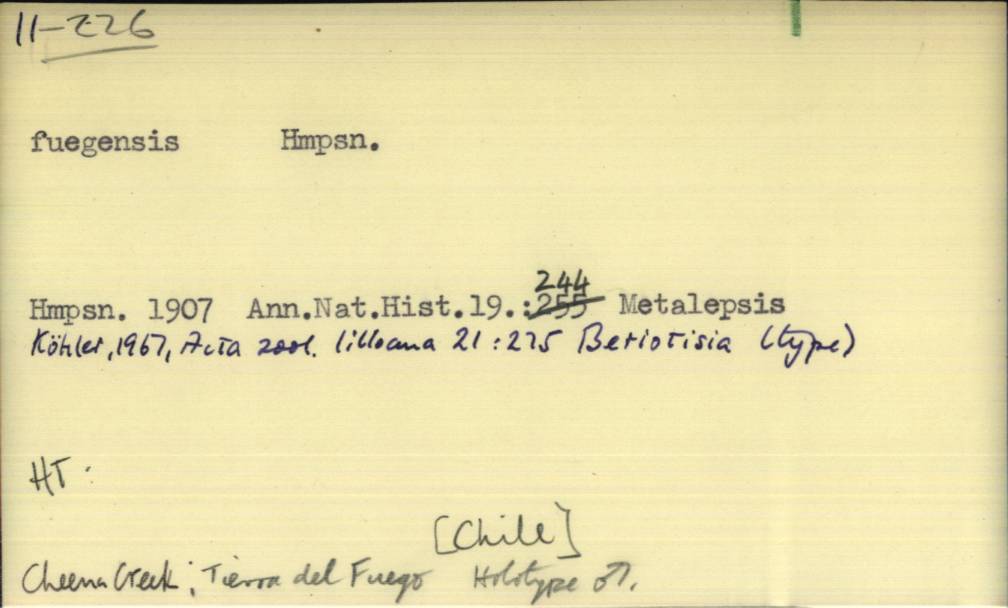 11-226
fuegensis Hmpsn.
244
Hmpsn. 1907 Ann.Nat.Hist.19.:255 Metalepsis
Köhler, 1967, Acta zool. lilloana 21:275 Beriotisia (type)
HT:
[Chile]
Cheena Creek; Tierra del Fuego Holotype ♂.